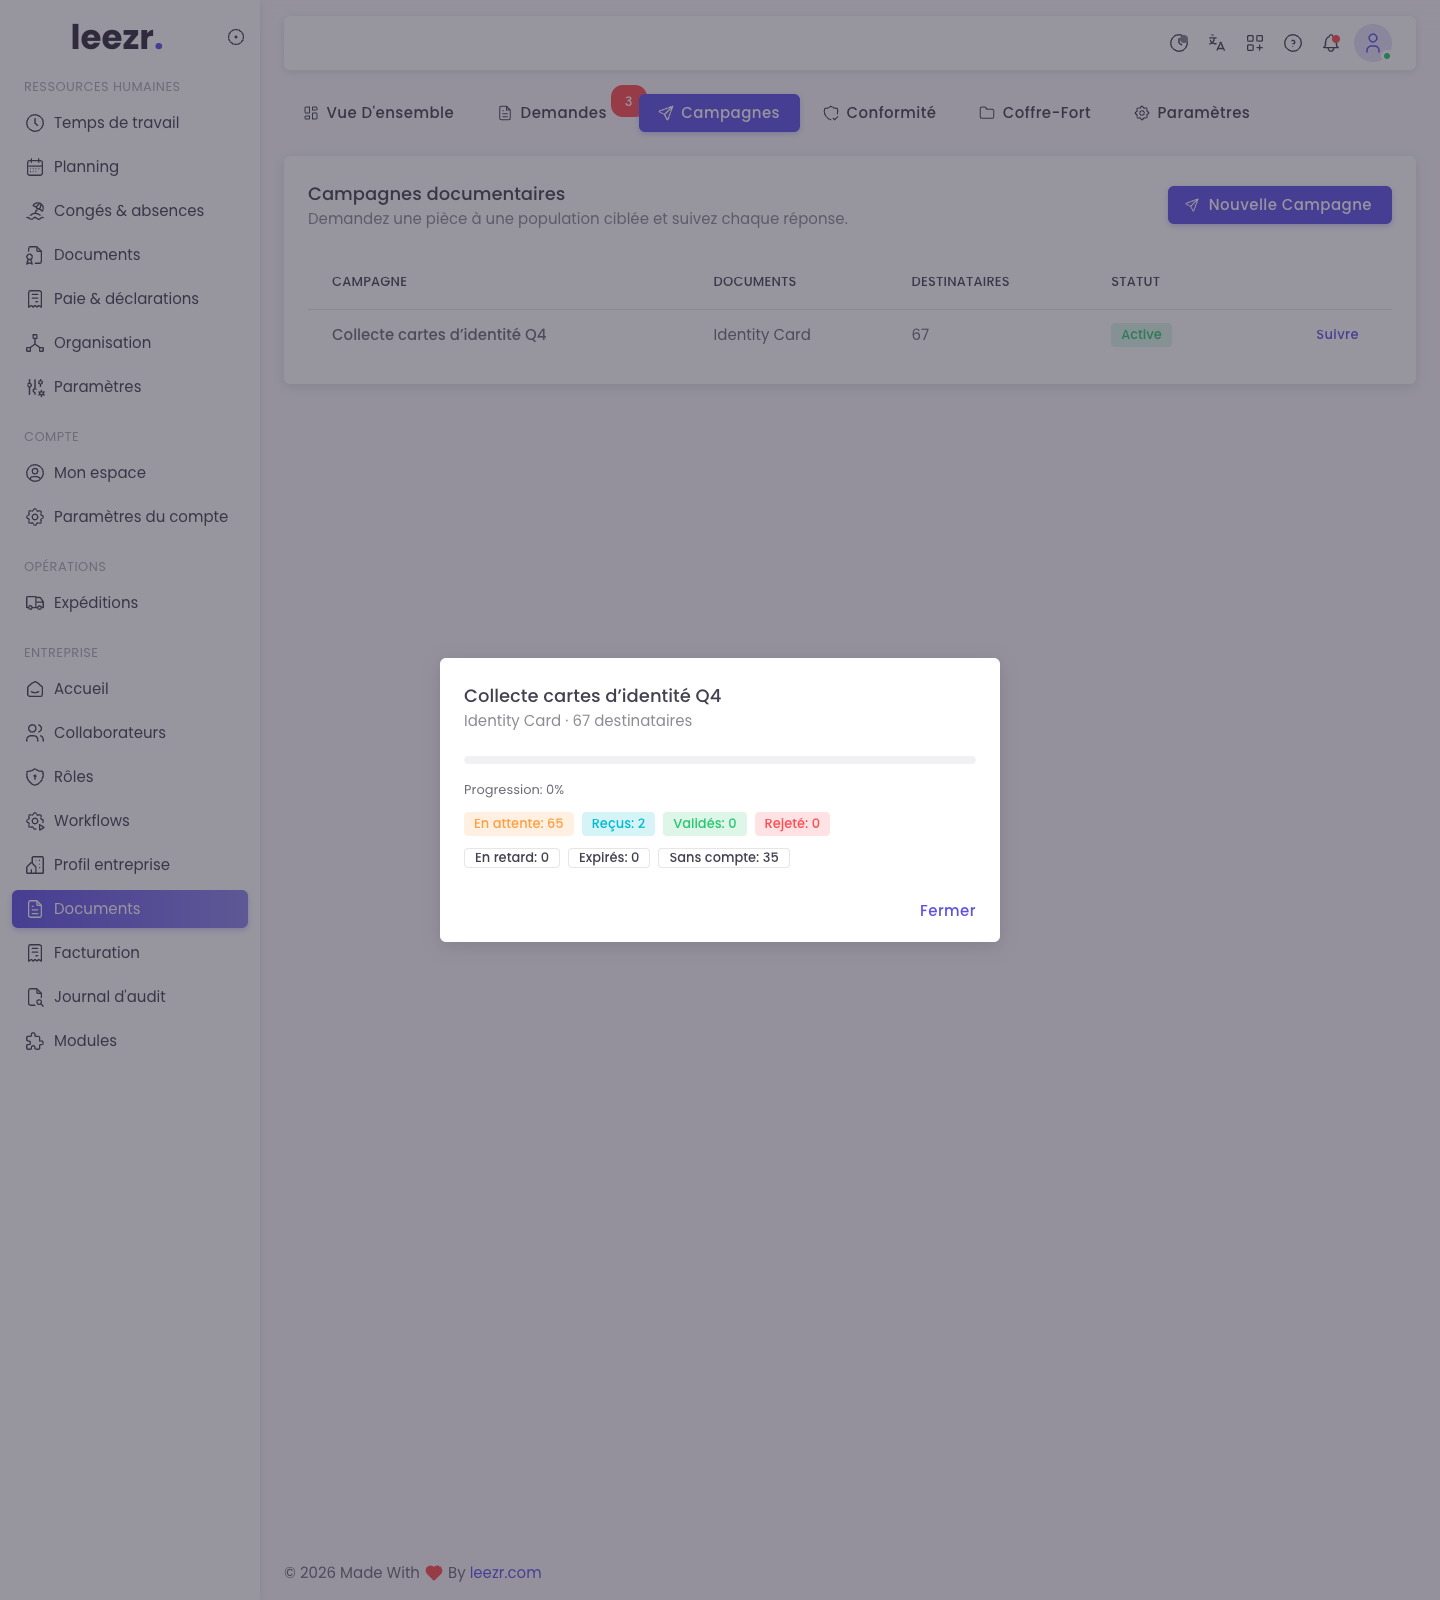 leezr.
RESSOURCES HUMAINES
Temps de travail
Planning
Congés & absences
Documents
Paie & déclarations
Organisation
Paramètres
COMPTE
Mon espace
Paramètres du compte
OPÉRATIONS
Expéditions
ENTREPRISE
Accueil
Collaborateurs
Rôles
Workflows
Profil entreprise
Documents
Facturation
Journal d'audit
Modules
Vue D'ensemble
Demandes 3
Campagnes
Conformité
Coffre-Fort
Paramètres
Campagnes documentaires
Demandez une pièce à une population ciblée et suivez chaque réponse.
Nouvelle Campagne
CAMPAGNE DOCUMENTS DESTINATAIRES STATUT
Collecte cartes d’identité Q4 Identity Card 67 Active Suivre
Collecte cartes d’identité Q4
Identity Card · 67 destinataires
Progression: 0%
En attente: 65 Reçus: 2 Validés: 0 Rejeté: 0
En retard: 0 Expirés: 0 Sans compte: 35
Fermer
© 2026 Made With By leezr.com